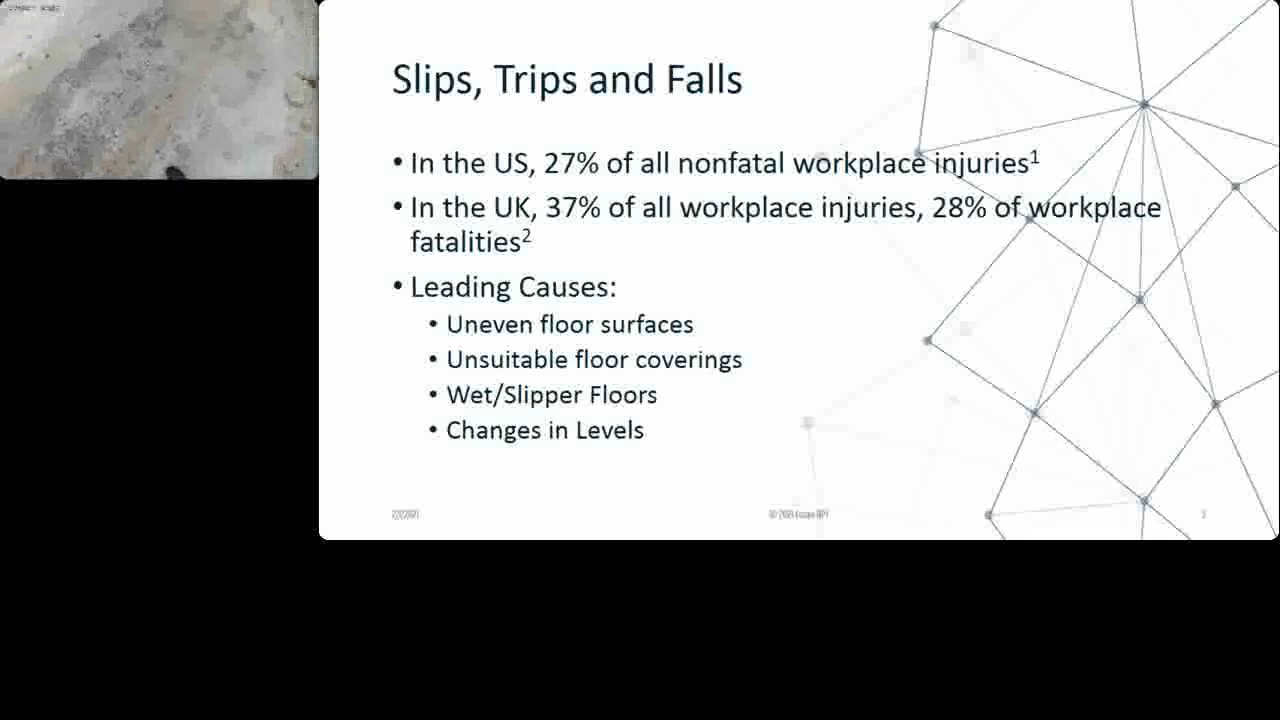 Slips, Trips and Falls
• In the US, 27% of all nonfatal workplace injuries¹
• In the UK, 37% of all workplace injuries, 28% of workplace
fatalities²
• Leading Causes:
• Uneven floor surfaces
• Unsuitable floor coverings
• Wet/Slipper Floors
• Changes in Levels